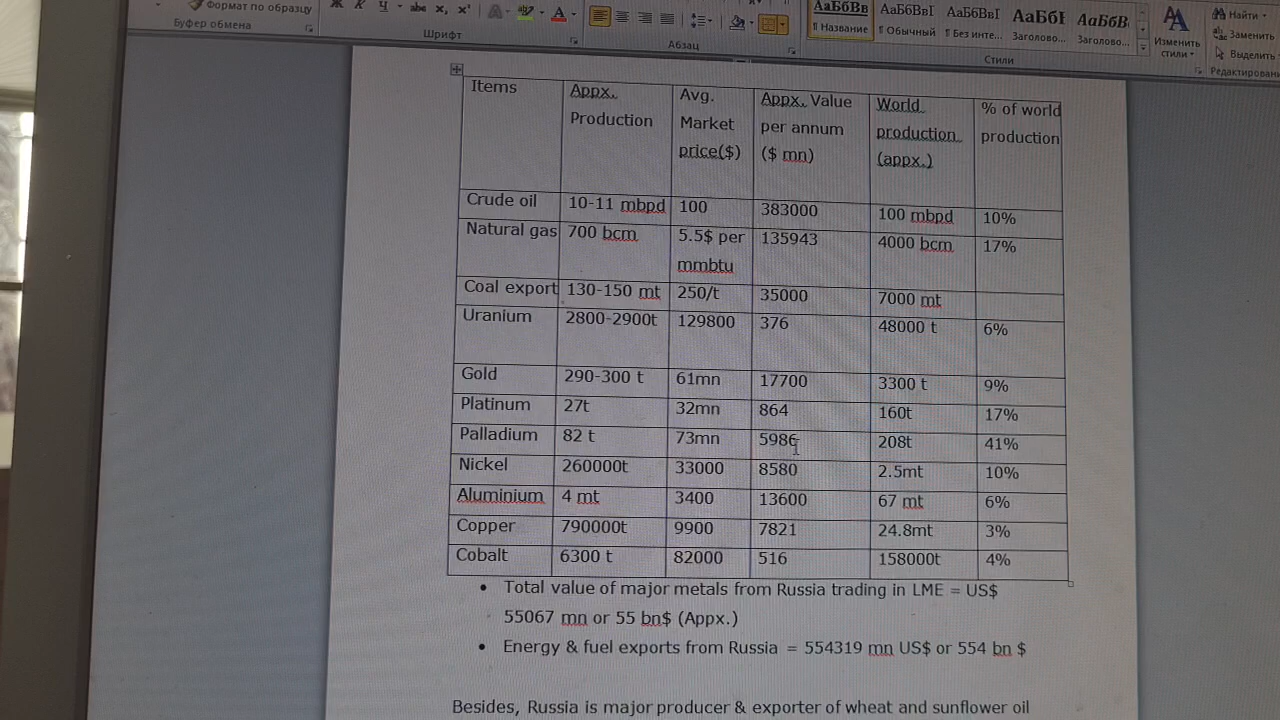 Формат по образцу
Буфер обмена
Ж К Ч abc x, x'
Шрифт
Абзац
АаБбВв АаБбВвГ АаБбВвГ АаБбГ АаБбВ
¶ Название ¶ Обычный ¶ Без инте... Заголово... Заголово...
Стили
Изменить стили
Найти
Заменить
Выделить
Редактирован
Items Appx. Production Avg. Market price($) Appx. Value per annum ($ mn) World production (appx.) % of world production
Crude oil 10-11 mbpd 100 383000 100 mbpd 10%
Natural gas 700 bcm 5.5$ per mmbtu 135943 4000 bcm 17%
Coal export 130-150 mt 250/t 35000 7000 mt
Uranium 2800-2900t 129800 376 48000 t 6%
Gold 290-300 t 61mn 17700 3300 t 9%
Platinum 27t 32mn 864 160t 17%
Palladium 82 t 73mn 5986 208t 41%
Nickel 260000t 33000 8580 2.5mt 10%
Aluminium 4 mt 3400 13600 67 mt 6%
Copper 790000t 9900 7821 24.8mt 3%
Cobalt 6300 t 82000 516 158000t 4%
• Total value of major metals from Russia trading in LME = US$
55067 mn or 55 bn$ (Appx.)
• Energy & fuel exports from Russia = 554319 mn US$ or 554 bn $
Besides, Russia is major producer & exporter of wheat and sunflower oil